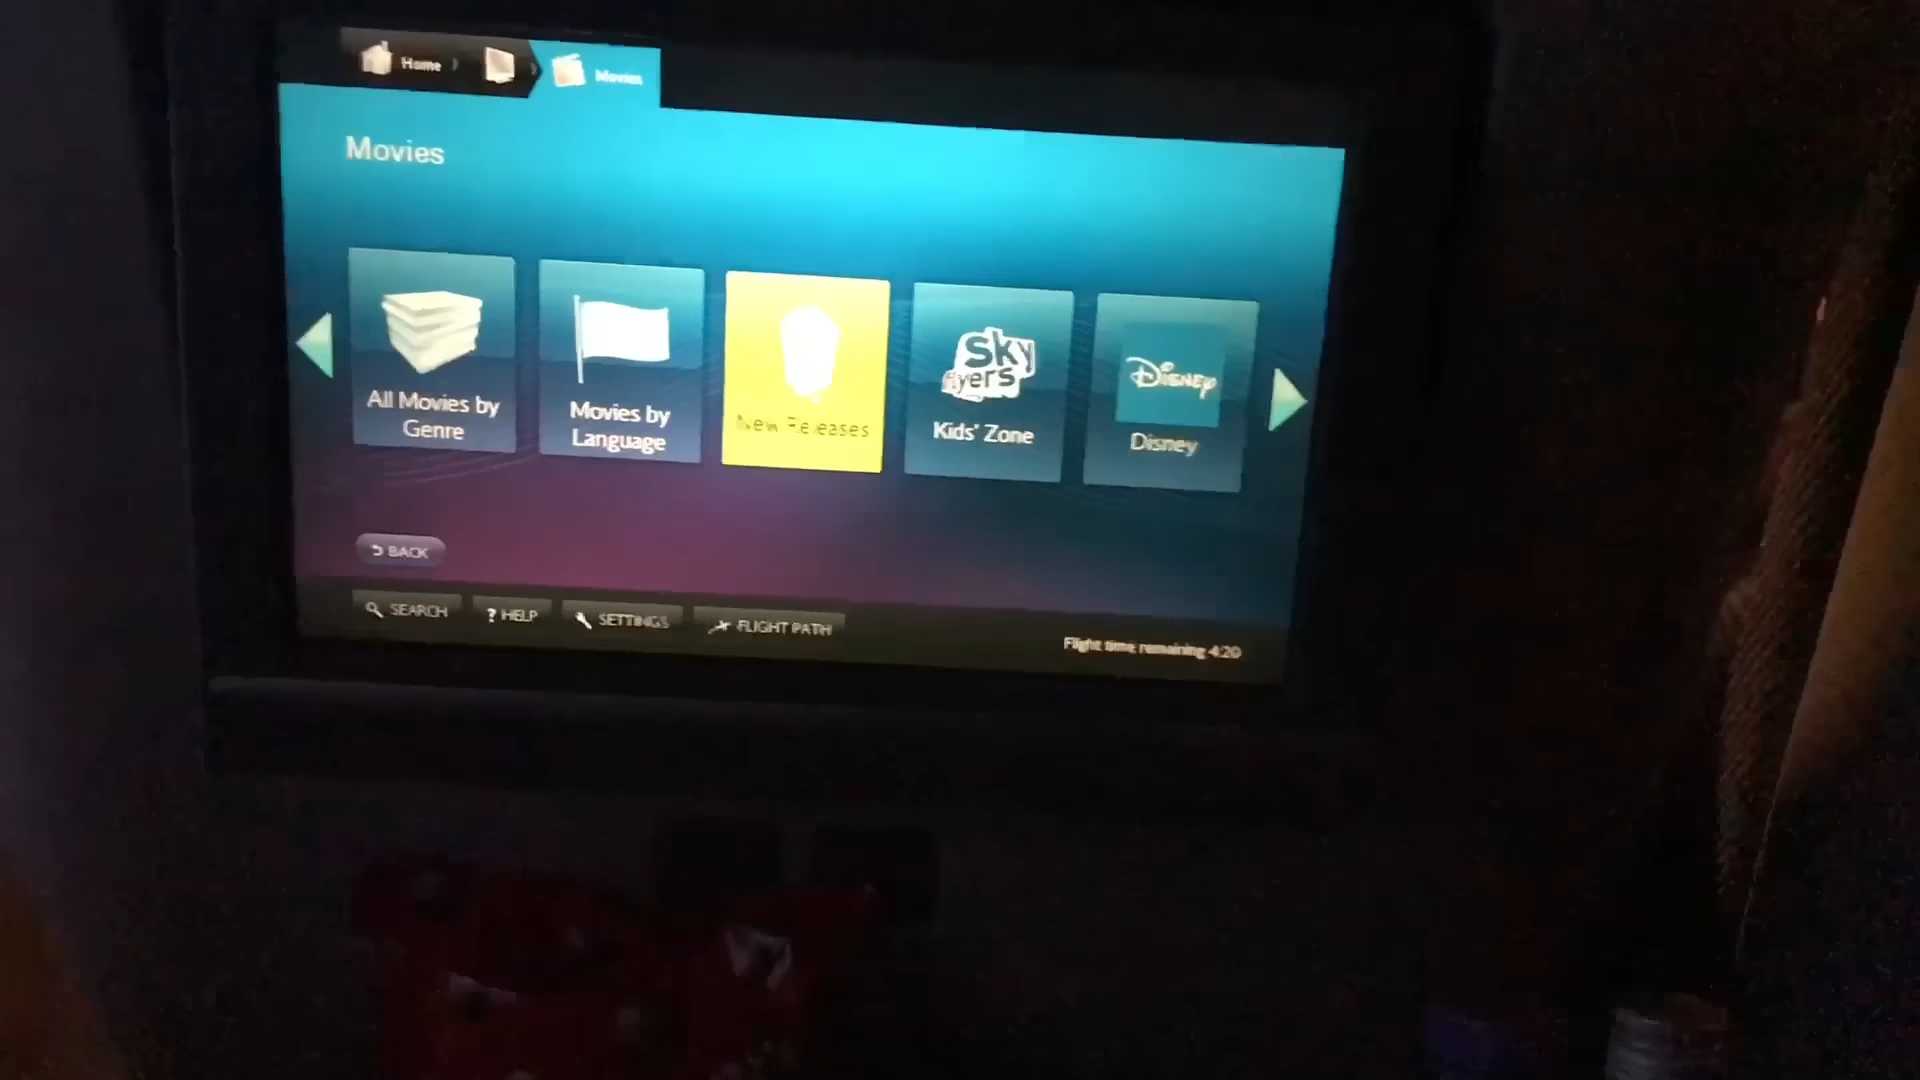 Home
Movies
Movies
All Movies by
Genre
Movies by
Language
New Releases
Sky
flyers
Kids' Zone
Disney
Disney
BACK
SEARCH
? HELP
SETTINGS
FLIGHT PATH
Flight time remaining 4:20